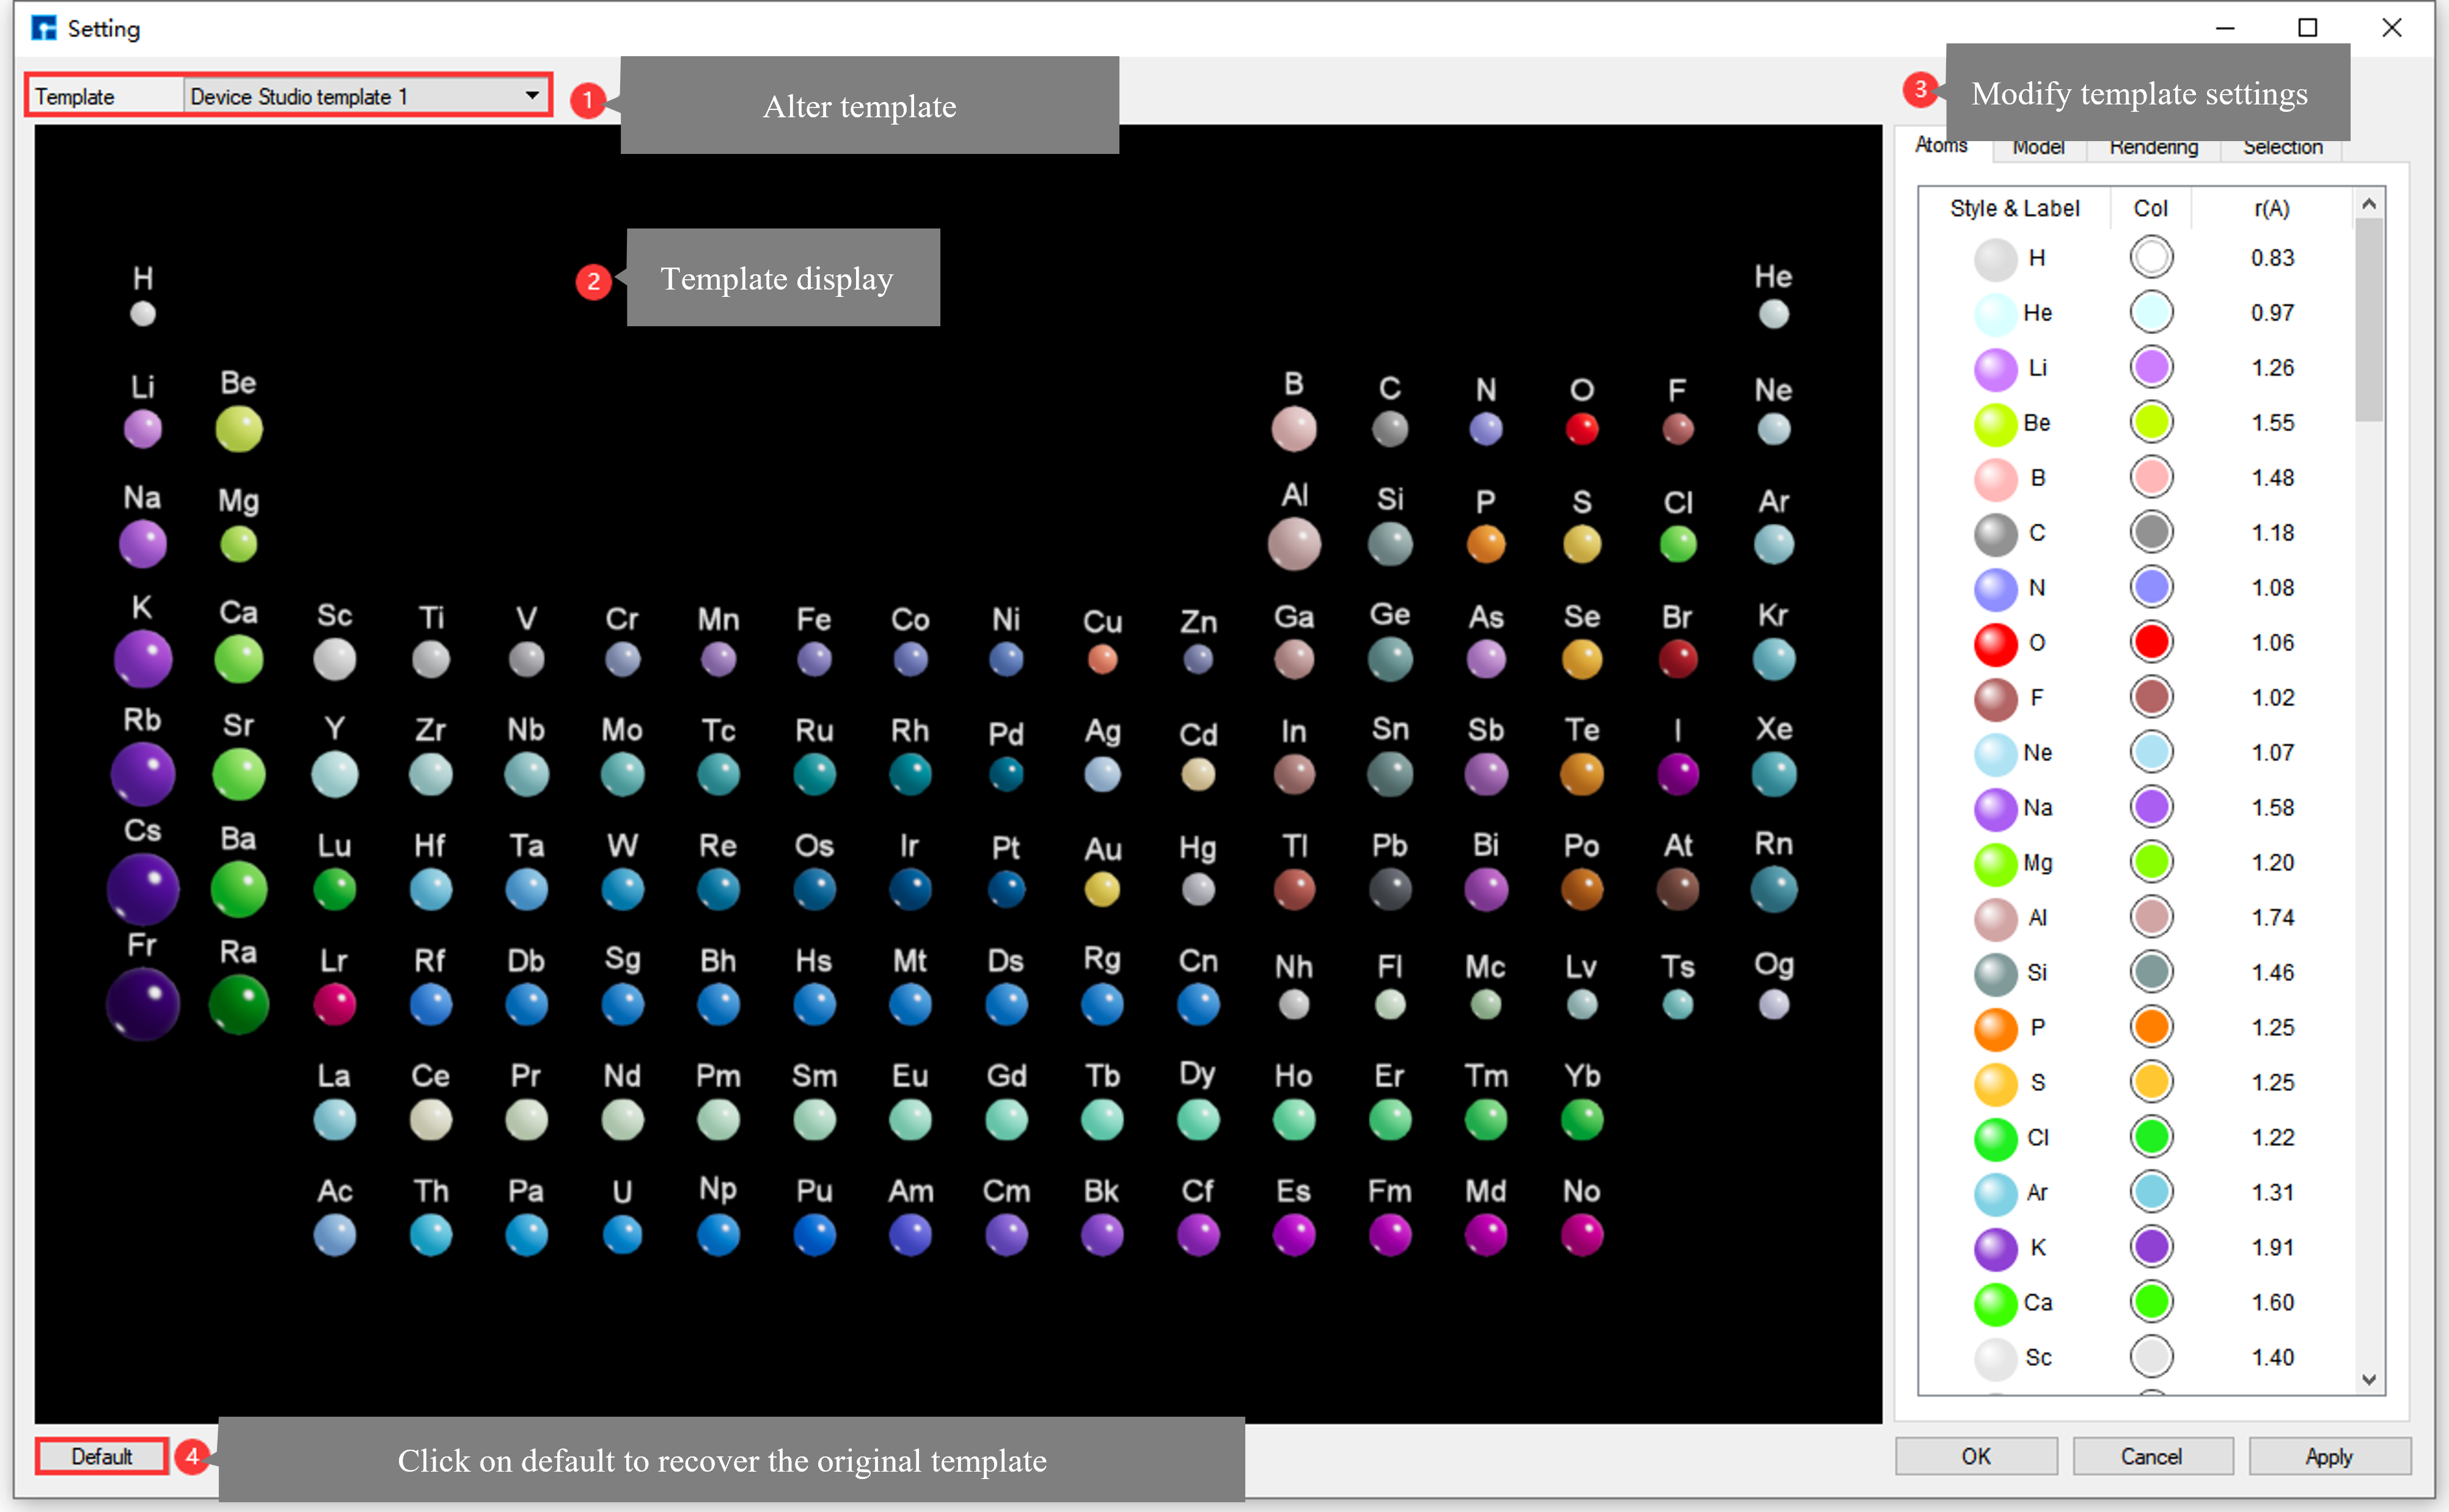 Setting
Template Device Studio template 1
1 Alter template
3 Modify template settings
2 Template display
H He
Li Be B C N O F Ne
Na Mg Al Si P S Cl Ar
K Ca Sc Ti V Cr Mn Fe Co Ni Cu Zn Ga Ge As Se Br Kr
Rb Sr Y Zr Nb Mo Tc Ru Rh Pd Ag Cd In Sn Sb Te I Xe
Cs Ba Lu Hf Ta W Re Os Ir Pt Au Hg Tl Pb Bi Po At Rn
Fr Ra Lr Rf Db Sg Bh Hs Mt Ds Rg Cn Nh Fl Mc Lv Ts Og
La Ce Pr Nd Pm Sm Eu Gd Tb Dy Ho Er Tm Yb
Ac Th Pa U Np Pu Am Cm Bk Cf Es Fm Md No
Atoms Model Rendering Selection
Style & Label Col r(A)
H 0.83
He 0.97
Li 1.26
Be 1.55
B 1.48
C 1.18
N 1.08
O 1.06
F 1.02
Ne 1.07
Na 1.58
Mg 1.20
Al 1.74
Si 1.46
P 1.25
S 1.25
Cl 1.22
Ar 1.31
K 1.91
Ca 1.60
Sc 1.40
Default
4 Click on default to recover the original template
OK Cancel Apply